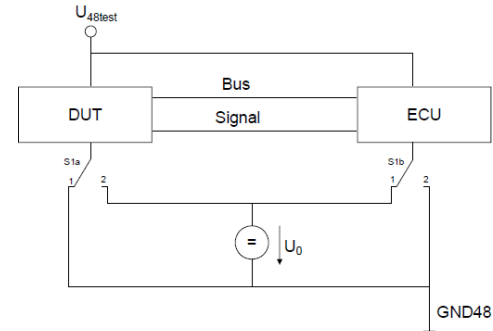 U48test
Bus
DUT
Signal
ECU
S1a
S1b
1
2
1
2
=
U0
GND48